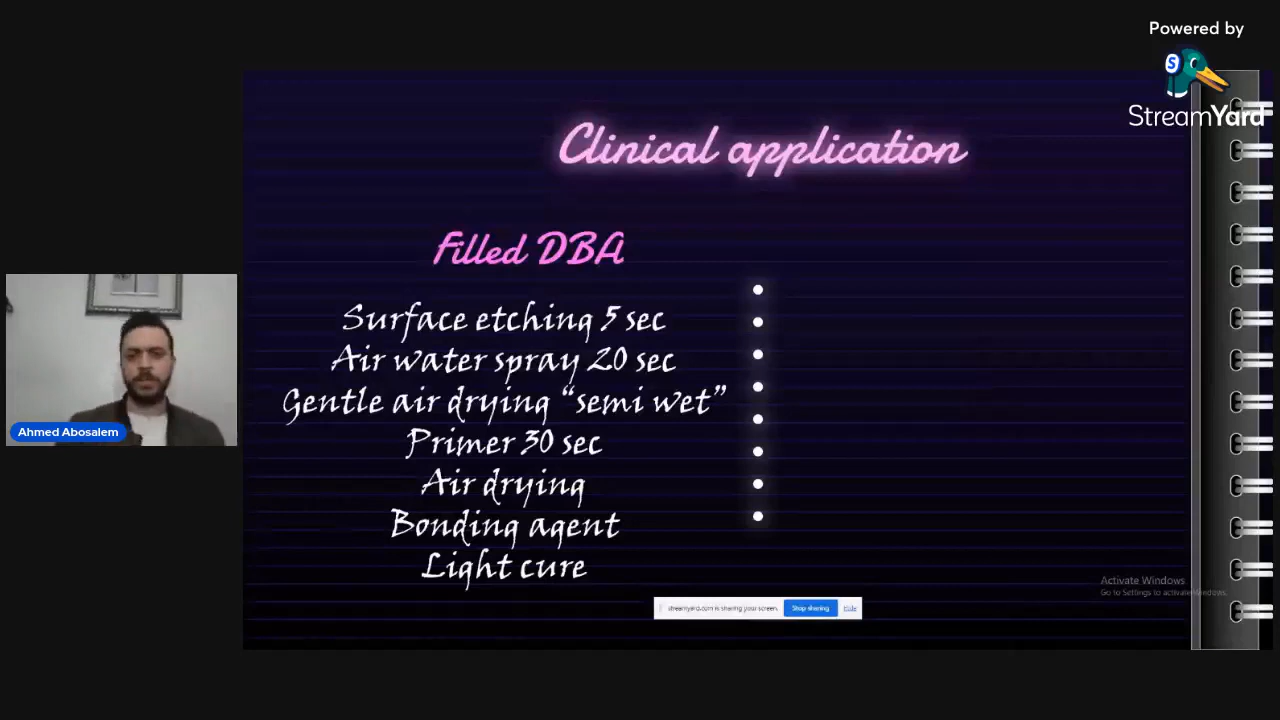 Powered by
StreamYard
Clinical application
Filled DBA
Surface etching 5 sec
Air water spray 20 sec
Gentle air drying “semi wet”
Primer 30 sec
Air drying
Bonding agent
Light cure
Ahmed Abosalem
Activate Windows
Go to Settings to activate Windows.
streamyard.com is sharing your screen.
Stop sharing
Hide